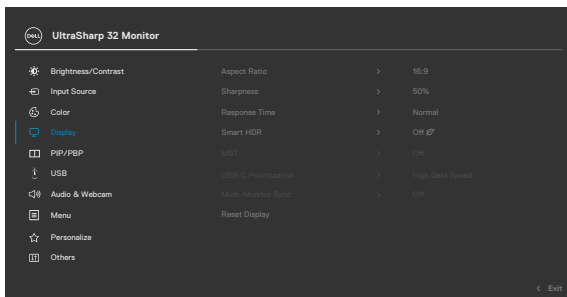 DELL UltraSharp 32 Monitor
Brightness/Contrast Aspect Ratio > 16:9
Input Source Sharpness > 50%
Color Response Time > Normal
Display Smart HDR > Off
PIP/PBP MST > Off
USB USB-C Prioritization > High Data Speed
Audio & Webcam Multi-Monitor Sync > Off
Menu Reset Display
Personalize
Others
< Exit